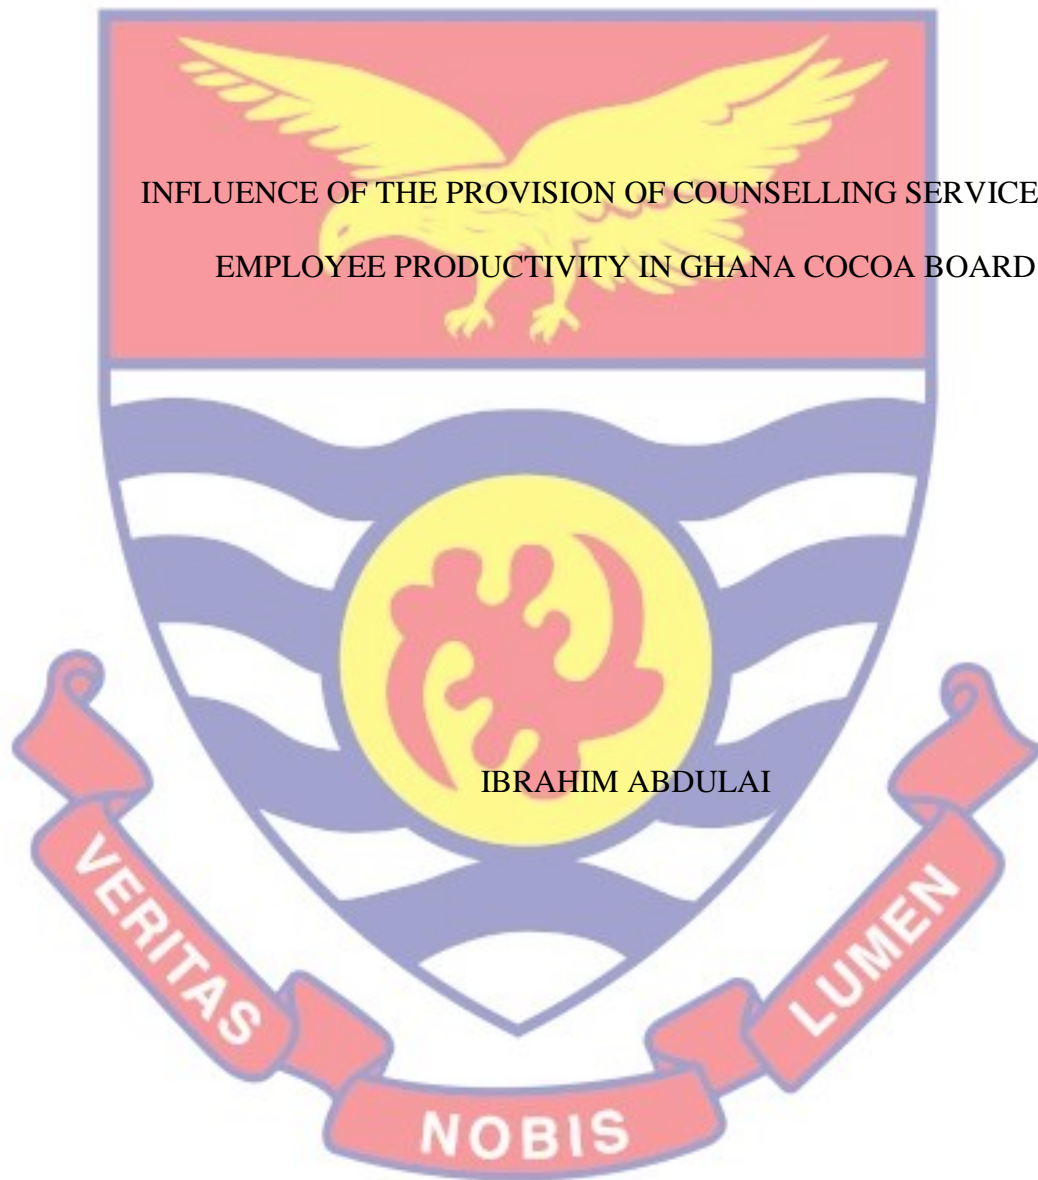 INFLUENCE OF THE PROVISION OF COUNSELLING SERVICE
EMPLOYEE PRODUCTIVITY IN GHANA COCOA BOARD
IBRAHIM ABDULAI
VERITAS
NOBIS
LUMEN